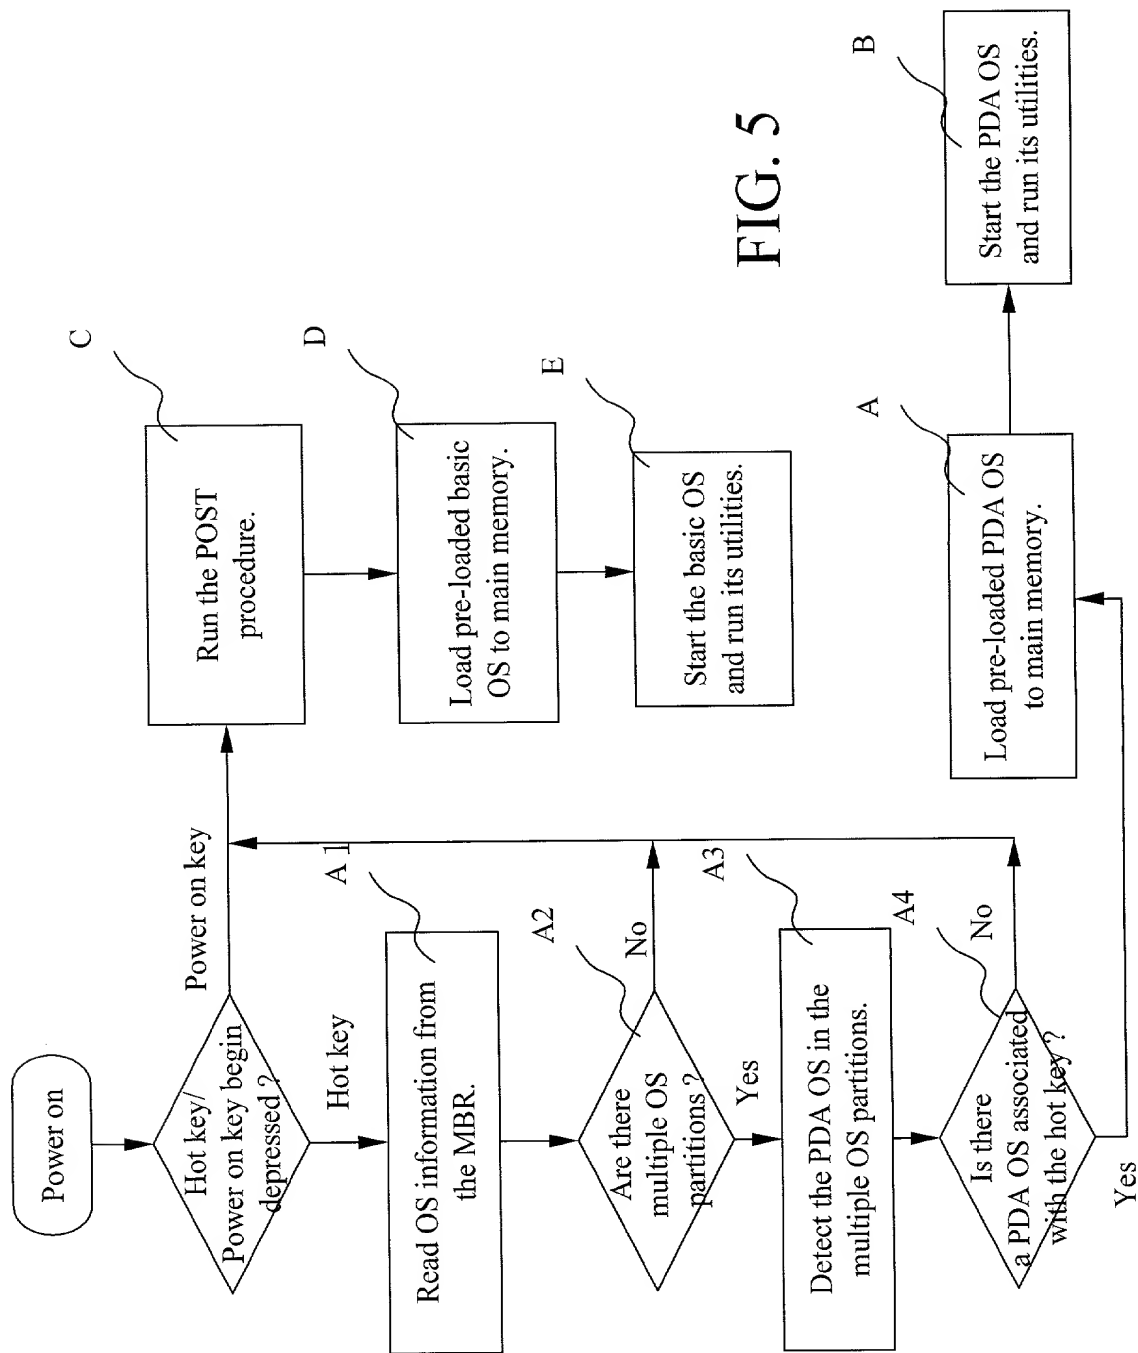 Power on
Hot key/
Power on key begin
depressed ?
Power on key
Hot key
C
Run the POST
procedure.
A 1
Read OS information from
the MBR.
D
Load pre-loaded basic
OS to main memory.
A2
Are there
multiple OS
partitions ?
No
Yes
E
Start the basic OS
and run its utilities.
A3
Detect the PDA OS in the
multiple OS partitions.
A4
Is there
a PDA OS associated
with the hot key ?
No
Yes
A
Load pre-loaded PDA OS
to main memory.
B
Start the PDA OS
and run its utilities.
FIG. 5